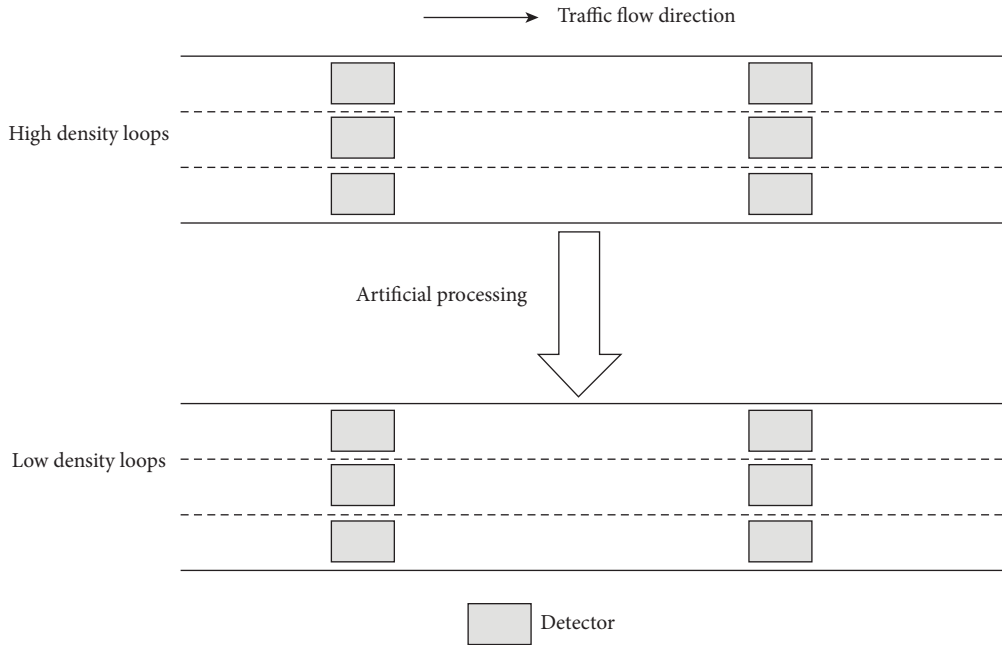 Traffic flow direction
High density loops
Artificial processing
Low density loops
Detector